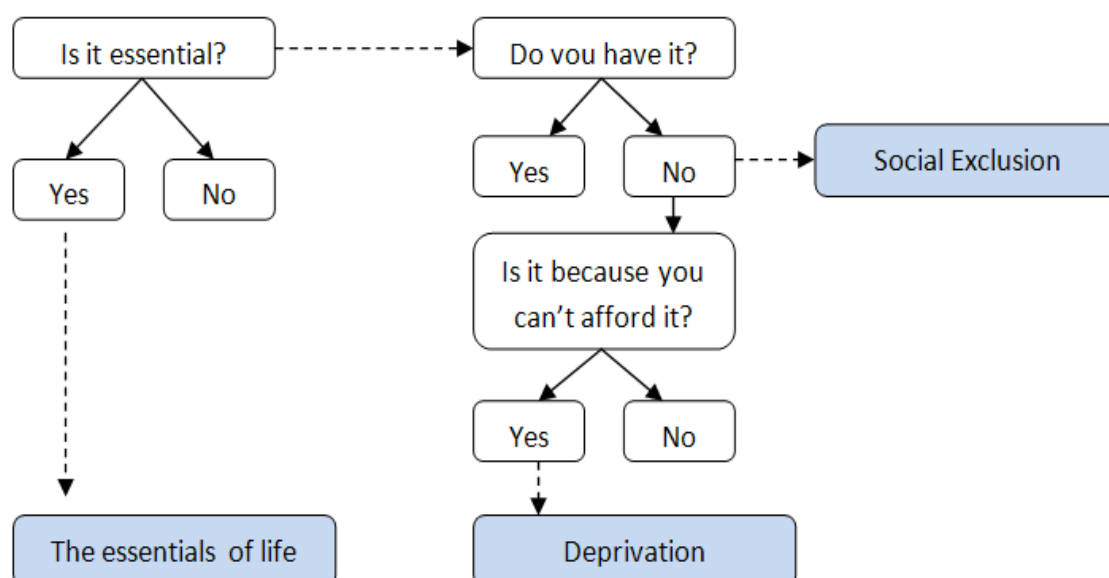 Is it essential?
Do you have it?
Yes
No
Yes
No
Social Exclusion
Is it because you
can't afford it?
Yes
No
The essentials of life
Deprivation